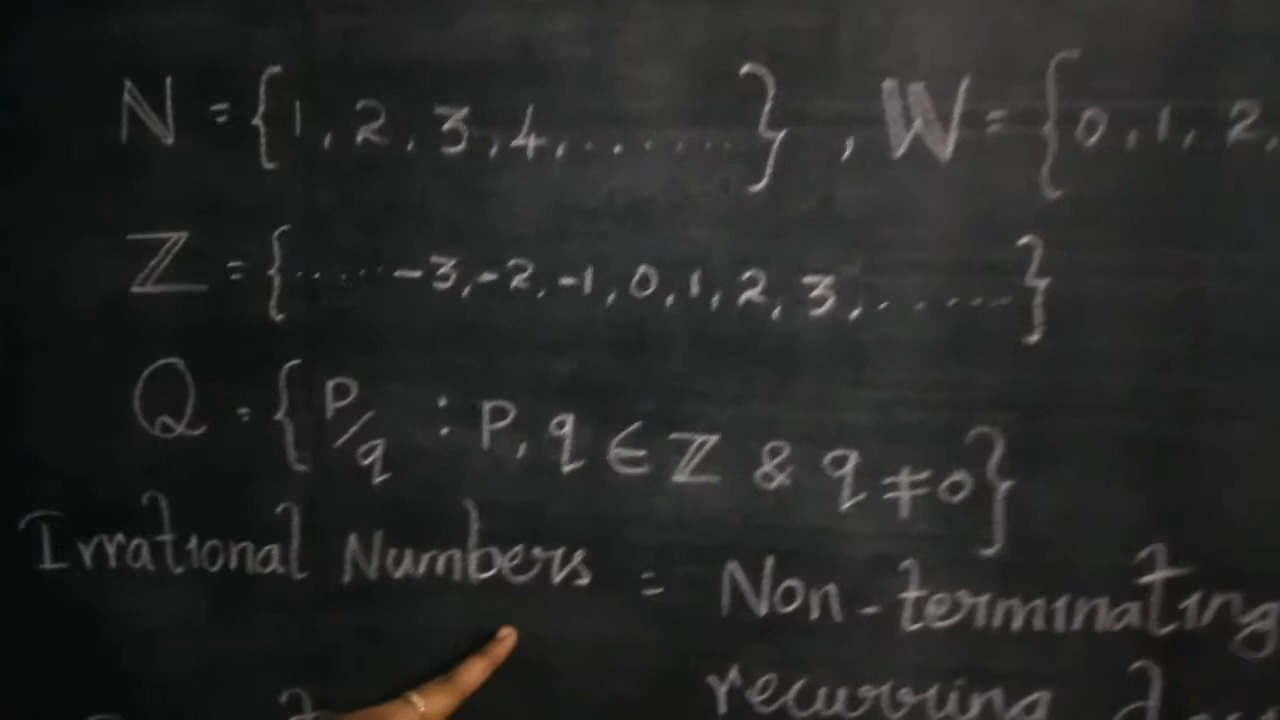 N = {1, 2, 3, 4, ........}, W = {0, 1, 2,
Z = {..... -3, -2, -1, 0, 1, 2, 3, ......}
Q = {P/q : P, q ∈ Z & q ≠ 0}
Irrational Numbers = Non-terminating
recurring